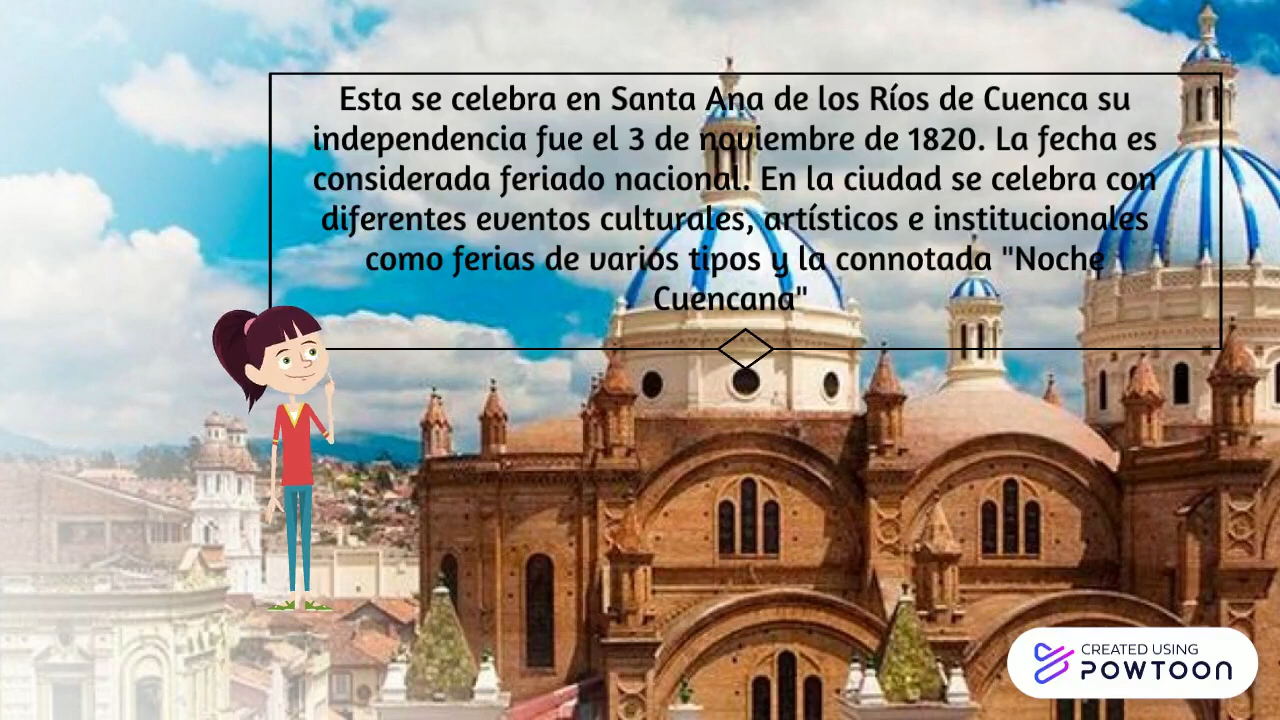 Esta se celebra en Santa Ana de los Ríos de Cuenca su
independencia fue el 3 de noviembre de 1820. La fecha es
considerada feriado nacional. En la ciudad se celebra con
diferentes eventos culturales, artísticos e institucionales
como ferias de varios tipos y la connotada "Noche
Cuencana"
CREATED USING
POWTOON